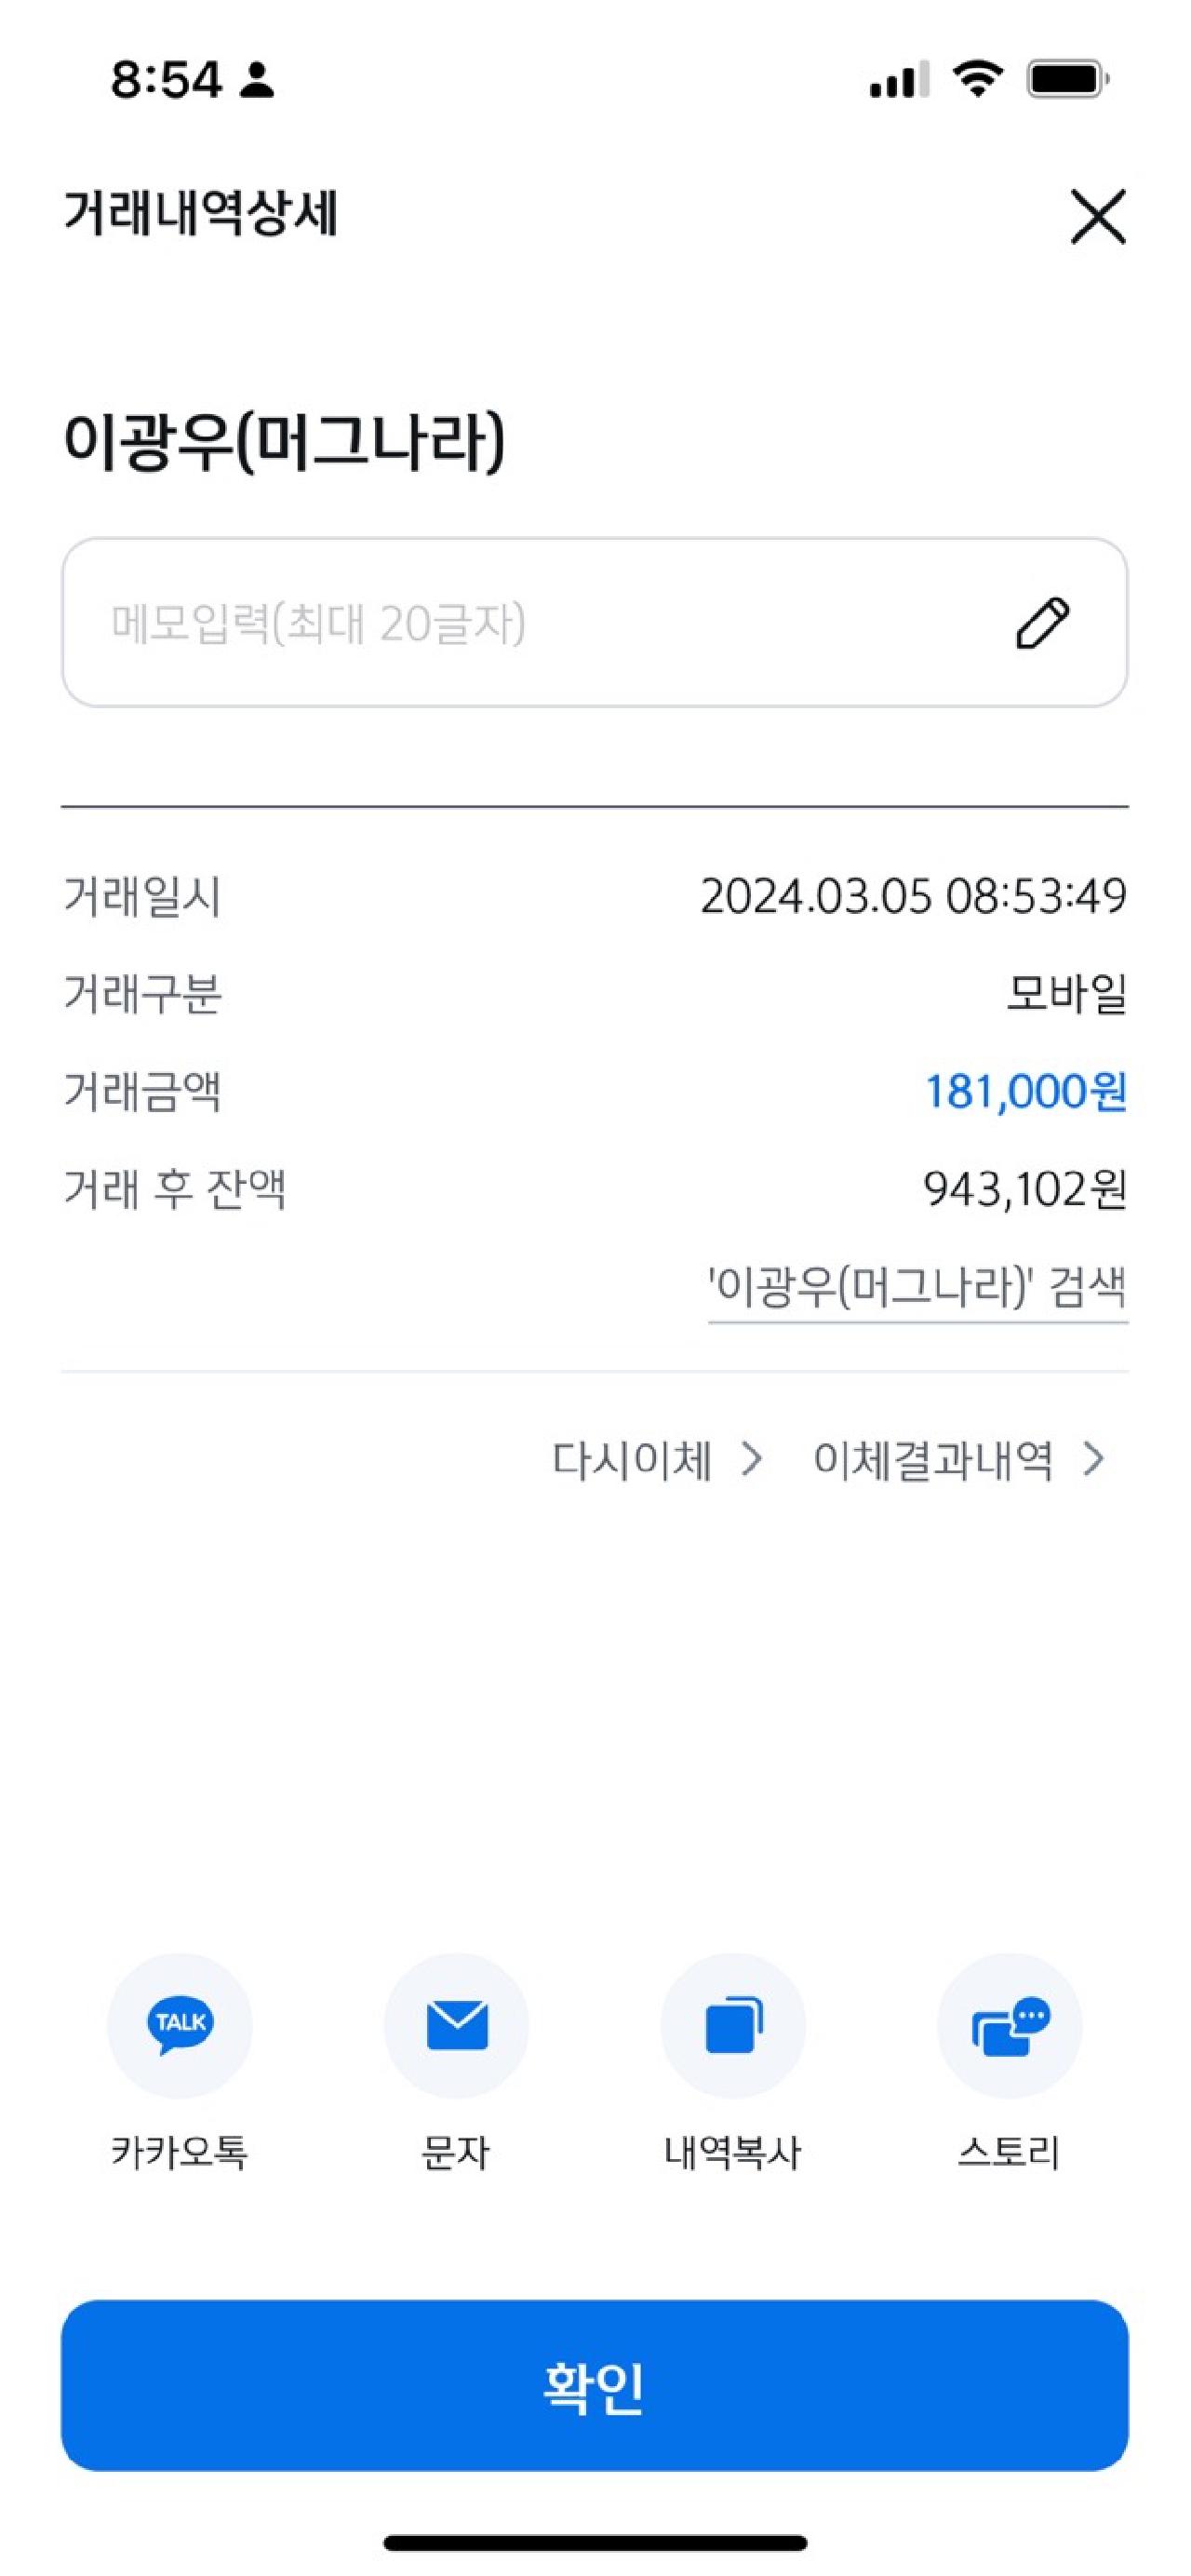 8:54
거래내역상세
이광우(머그나라)
메모입력(최대 20글자)
거래일시 2024.03.05 08:53:49
거래구분 모바일
거래금액 181,000원
거래 후 잔액 943,102원
'이광우(머그나라)' 검색
다시이체 이체결과내역
TALK
카카오톡 문자 내역복사 스토리
확인